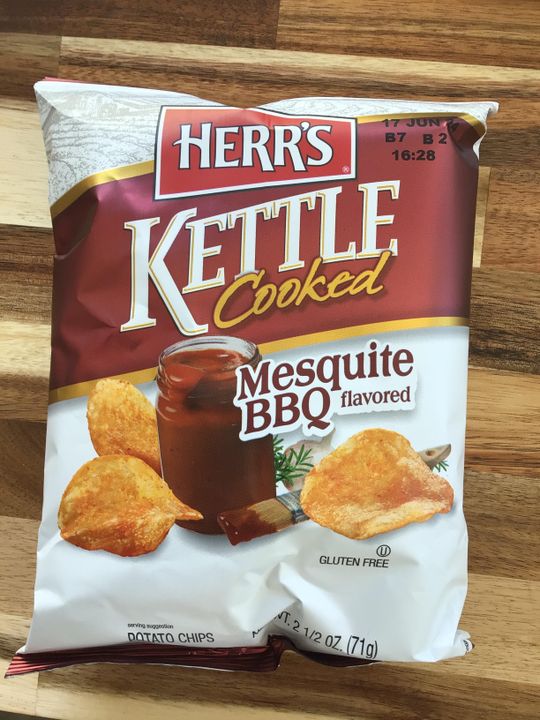 HERR'S
®
17 JUN
B7 B2
16:28
KETTLE
Cooked
Mesquite
BBQ flavored
U
GLUTEN FREE
serving suggestion
POTATO CHIPS
WT. 2 1/2 OZ. (71g)